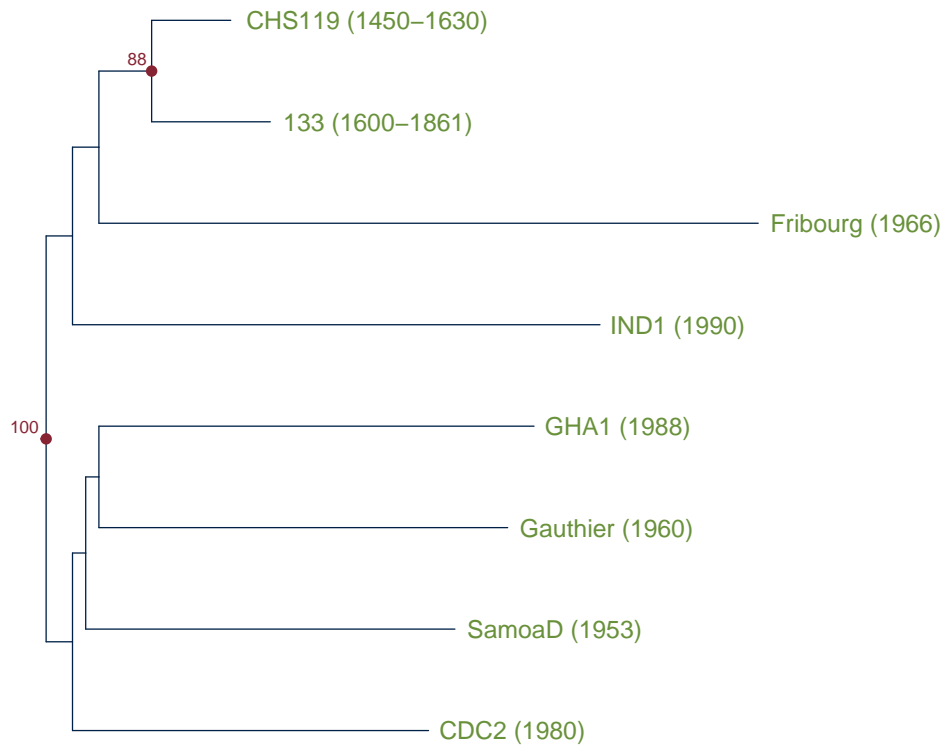 CHS119 (1450–1630)
88
133 (1600–1861)
Fribourg (1966)
IND1 (1990)
100
GHA1 (1988)
Gauthier (1960)
SamoaD (1953)
CDC2 (1980)